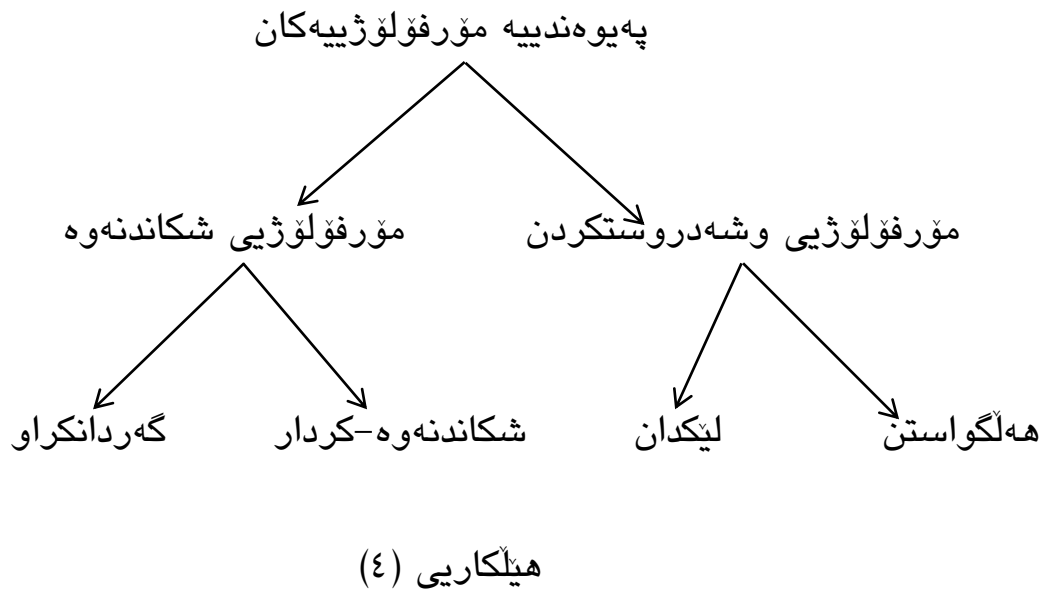 پەیوەندییە مۆرفۆلۆژییەکان
مۆرفۆلۆژیی وشەدروستکردن مۆرفۆلۆژیی شکاندنەوە
هەڵگواستن لێکدان شکاندنەوە-کردار گەردانکراو
هێڵکاریی (٤)